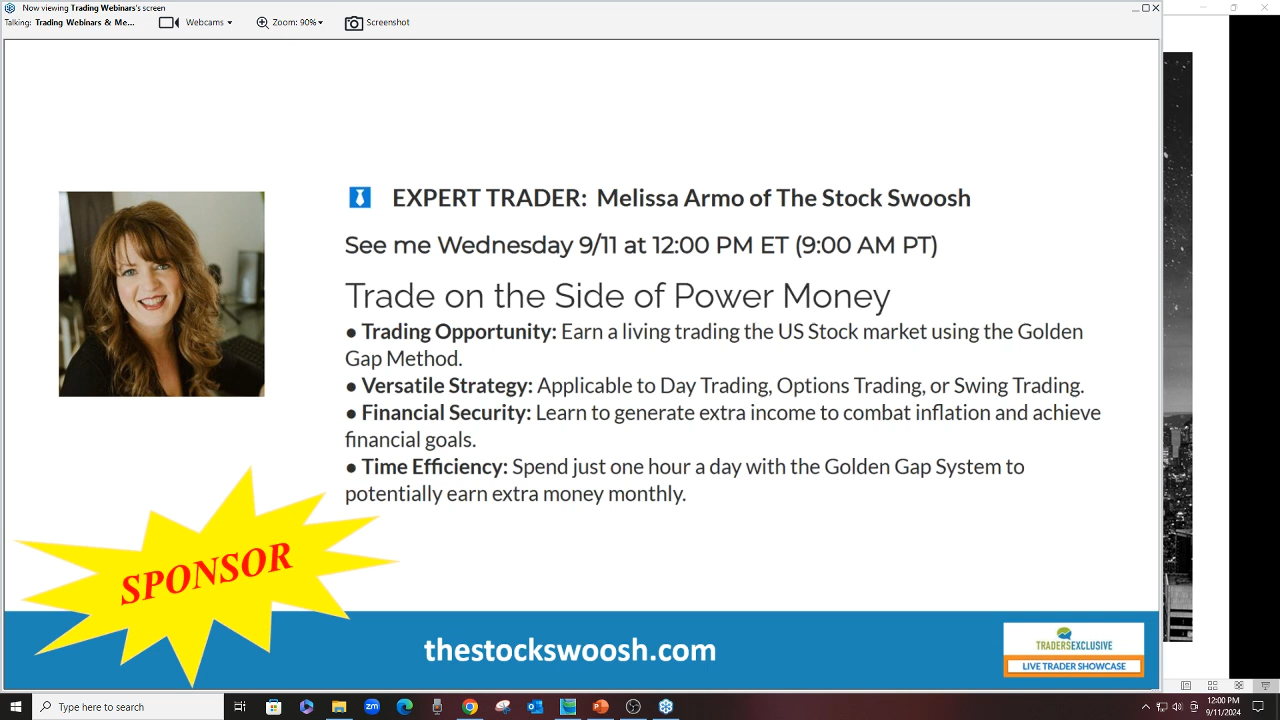 Now viewing Trading Webinars's screen
Talking: Trading Webinars & Me...
Webcams
Zoom: 90%
Screenshot
EXPERT TRADER: Melissa Armo of The Stock Swoosh
See me Wednesday 9/11 at 12:00 PM ET (9:00 AM PT)
Trade on the Side of Power Money
● Trading Opportunity: Earn a living trading the US Stock market using the Golden
Gap Method.
● Versatile Strategy: Applicable to Day Trading, Options Trading, or Swing Trading.
● Financial Security: Learn to generate extra income to combat inflation and achieve
financial goals.
● Time Efficiency: Spend just one hour a day with the Golden Gap System to
potentially earn extra money monthly.
SPONSOR
thestockswoosh.com
TRADERSEXCLUSIVE
LIVE TRADER SHOWCASE
Type here to search
zm
12:00 PM
9/11/2024